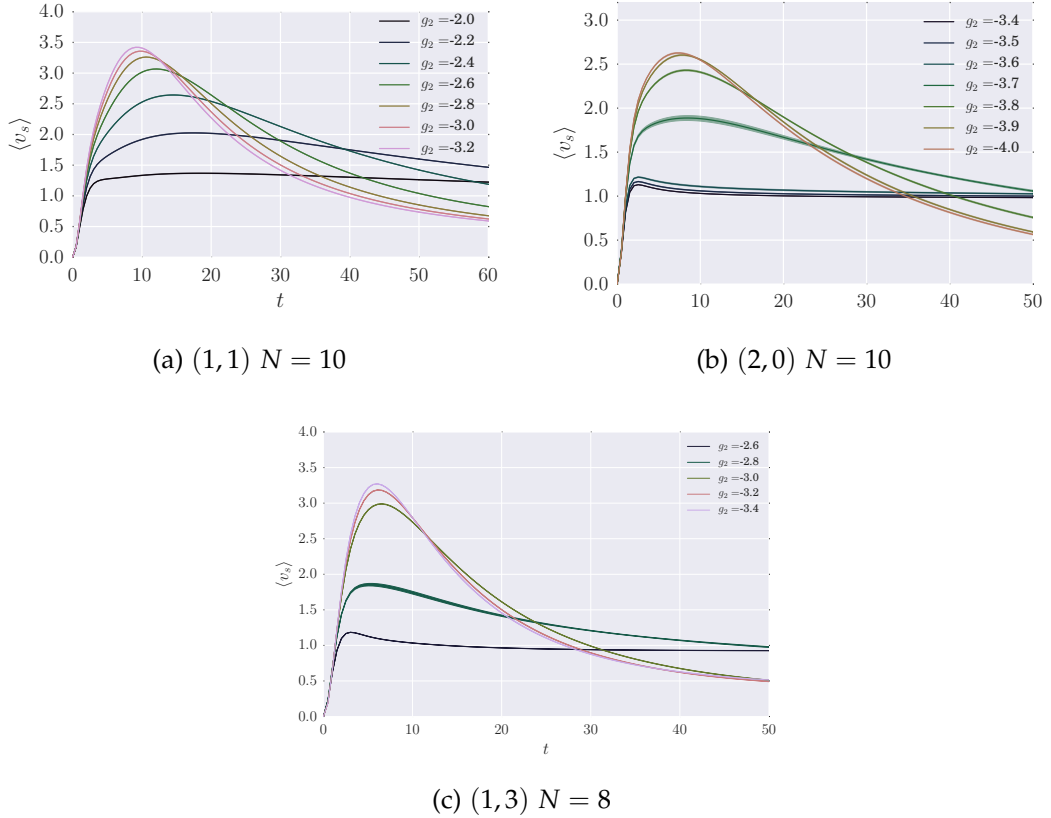 4.0
3.5
3.0
2.5
2.0
1.5
1.0
0.5
0.0
⟨v_s⟩
0 10 20 30 40 50 60
t
g_2 =-2.0
g_2 =-2.2
g_2 =-2.4
g_2 =-2.6
g_2 =-2.8
g_2 =-3.0
g_2 =-3.2
(a) (1, 1) N = 10
3.0
2.5
2.0
1.5
1.0
0.5
0.0
⟨v_s⟩
0 10 20 30 40 50
g_2 =-3.4
g_2 =-3.5
g_2 =-3.6
g_2 =-3.7
g_2 =-3.8
g_2 =-3.9
g_2 =-4.0
(b) (2, 0) N = 10
4.0
3.5
3.0
2.5
2.0
1.5
1.0
0.5
0.0
⟨v_s⟩
0 10 20 30 40 50
t
g_2 =-2.6
g_2 =-2.8
g_2 =-3.0
g_2 =-3.2
g_2 =-3.4
(c) (1, 3) N = 8